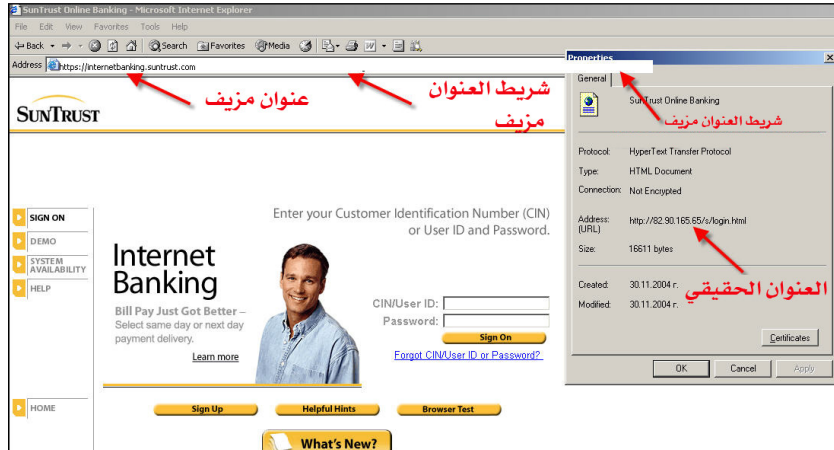 SunTrust Online Banking - Microsoft Internet Explorer
File Edit View Favorites Tools Help
Back Search Favorites Media
Address https://internetbanking.suntrust.com
عنوان مزيف
شريط العنوان
مزيف
SUNTRUST
SIGN ON
DEMO
SYSTEM
AVAILABILITY
HELP
HOME
Enter your Customer Identification Number (CIN)
or User ID and Password.
Internet
Banking
Bill Pay Just Got Better –
Select same day or next day
payment delivery.
Learn more
CIN/User ID:
Password:
Sign On
Forgot CIN/User ID or Password?
Sign Up Helpful Hints Browser Test
What's New?
Properties
General
SunTrust Online Banking
شريط العنوان مزيف
Protocol: HyperText Transfer Protocol
Type: HTML Document
Connection: Not Encrypted
Address: http://82.90.165.65/s/login.html
(URL)
Size: 16611 bytes
العنوان الحقيقي
Created: 30.11.2004 г.
Modified: 30.11.2004 г.
Certificates
OK Cancel Apply